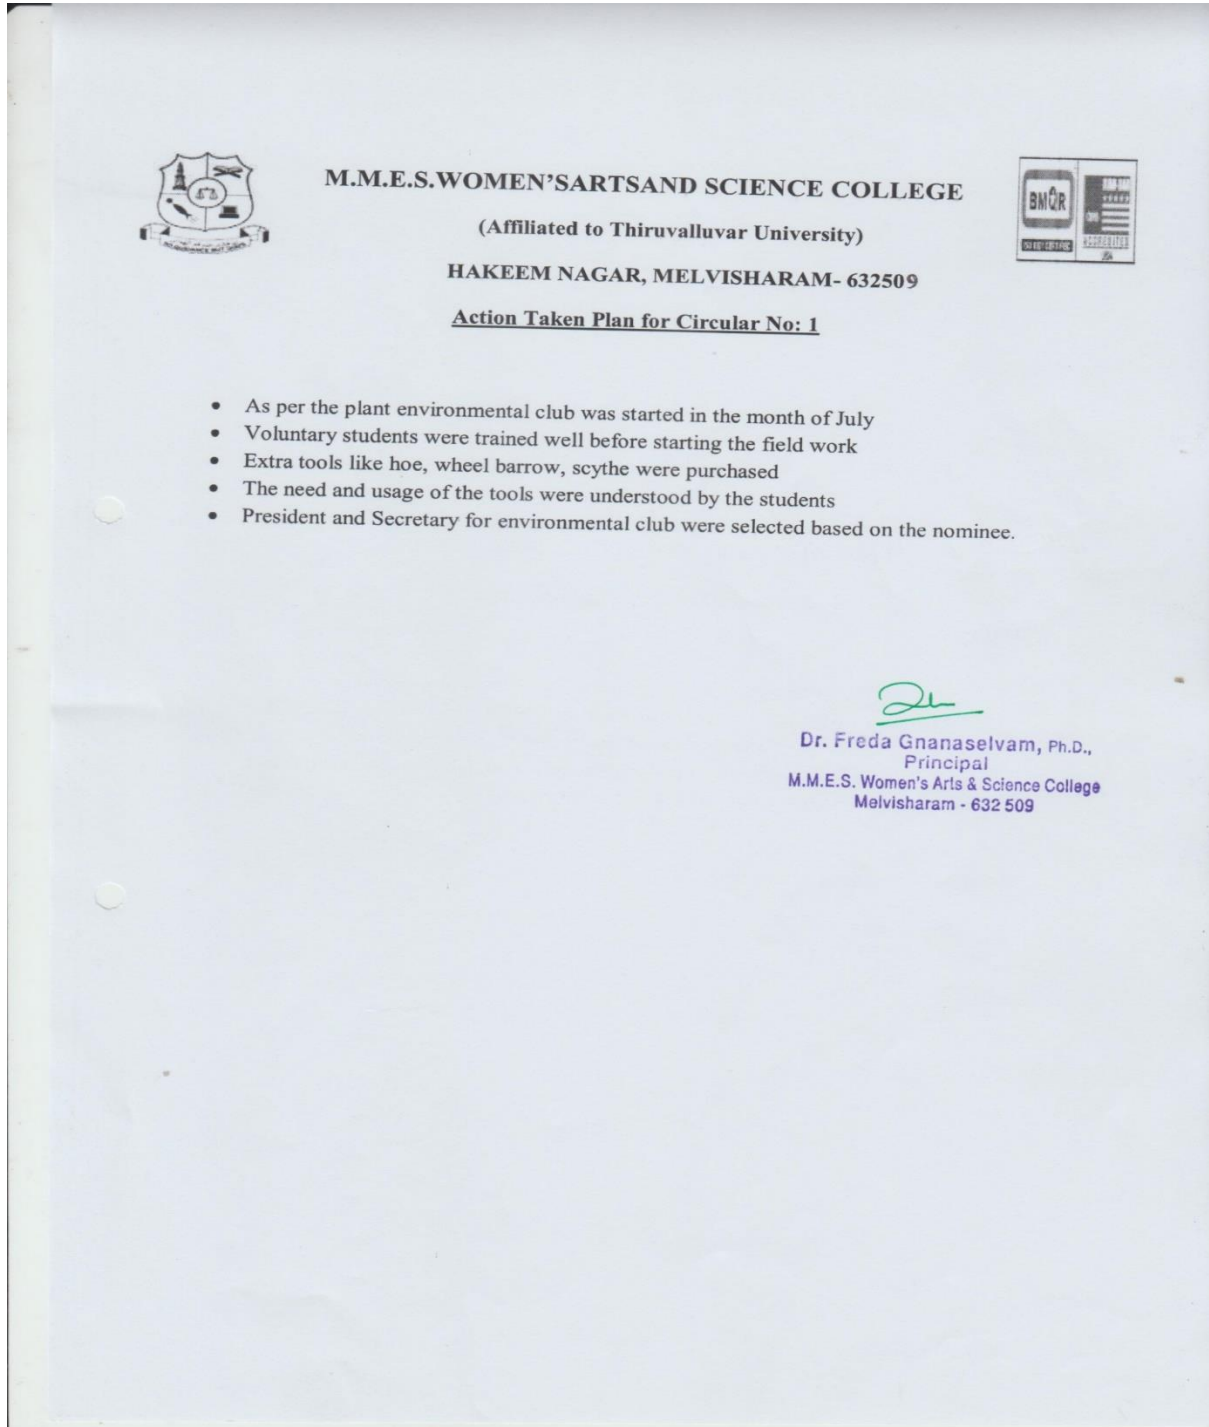 M.M.E.S.WOMEN'SARTSAND SCIENCE COLLEGE
(Affiliated to Thiruvalluvar University)
HAKEEM NAGAR, MELVISHARAM- 632509
BMQR
ACCREDITED
Action Taken Plan for Circular No: 1
• As per the plant environmental club was started in the month of July
• Voluntary students were trained well before starting the field work
• Extra tools like hoe, wheel barrow, scythe were purchased
• The need and usage of the tools were understood by the students
• President and Secretary for environmental club were selected based on the nominee.
Dr. Freda Gnanaselvam, Ph.D.,
Principal
M.M.E.S. Women's Arts & Science College
Melvisharam - 632 509